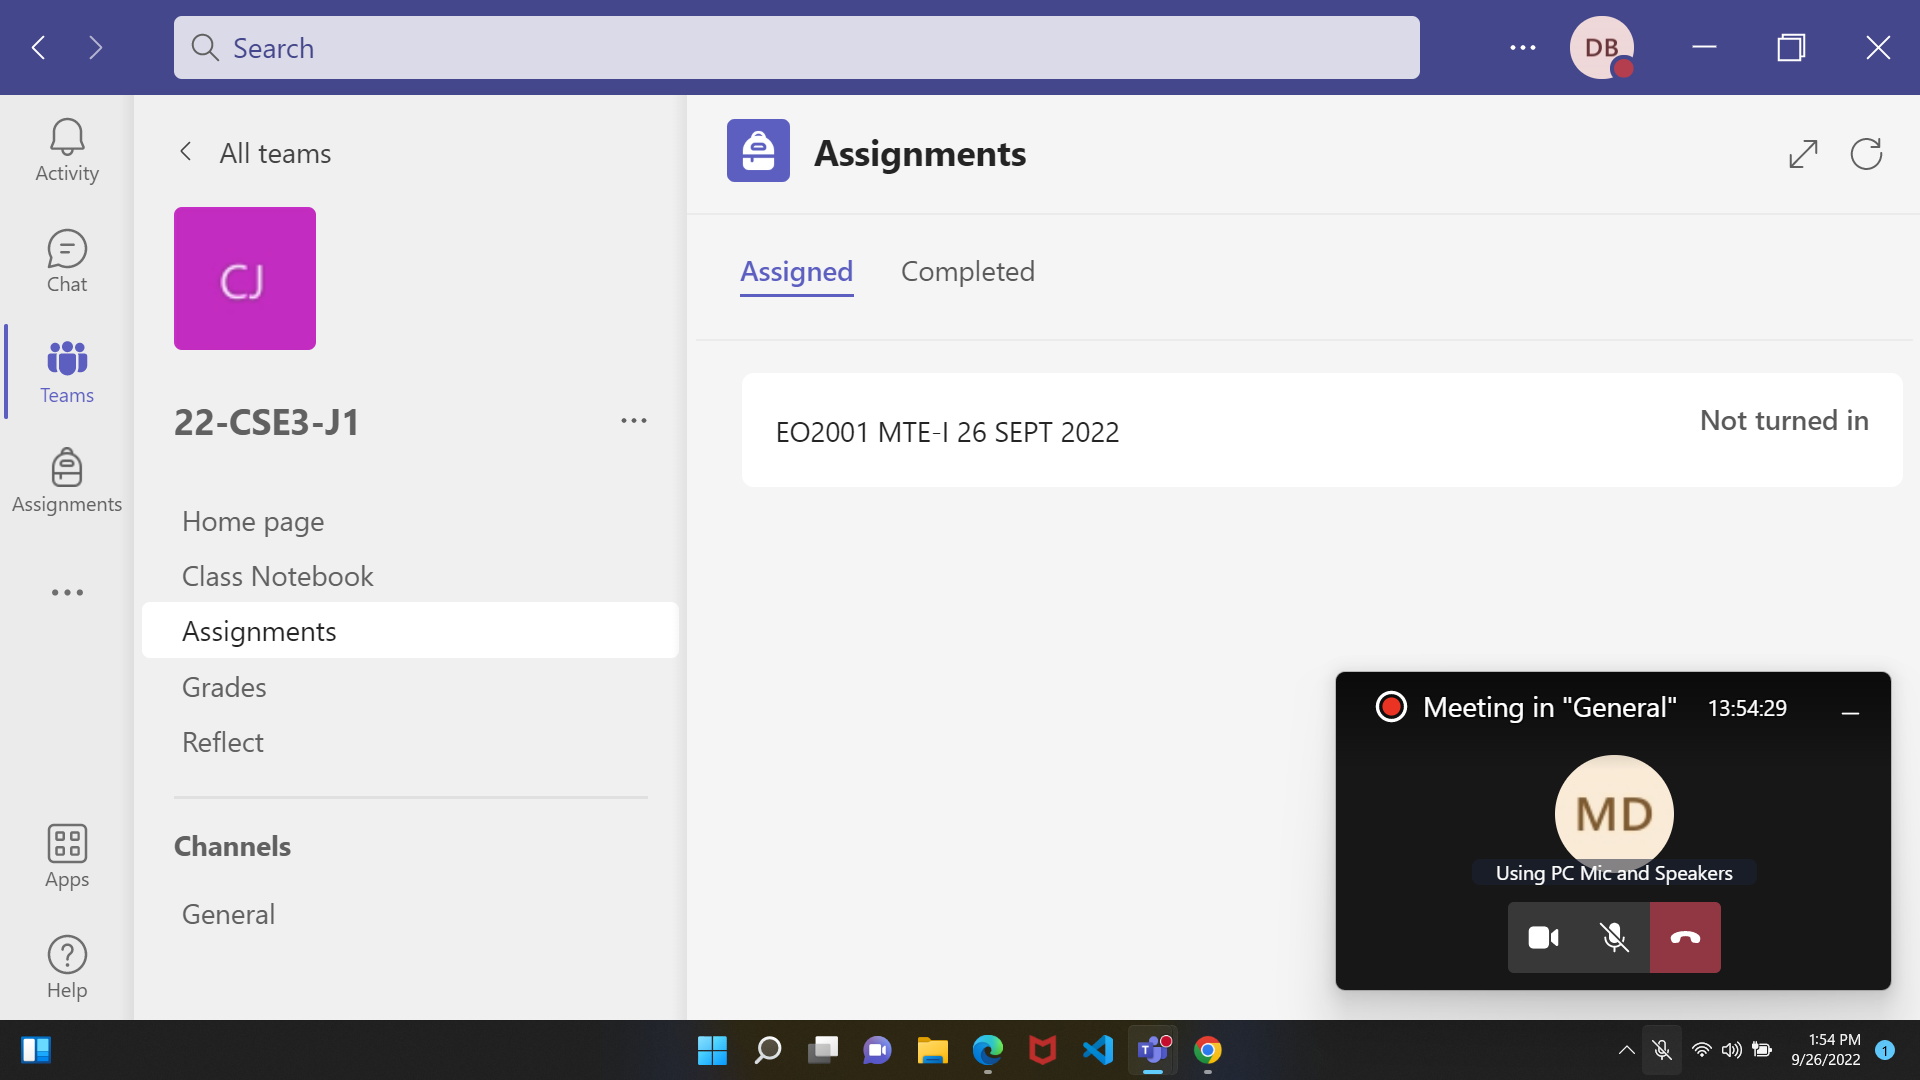 Search
DB
Activity
Chat
Teams
Assignments
Apps
Help
All teams
CJ
22-CSE3-J1
Home page
Class Notebook
Assignments
Grades
Reflect
Channels
General
Assignments
Assigned
Completed
EO2001 MTE-I 26 SEPT 2022
Not turned in
Meeting in "General"
13:54:29
MD
Using PC Mic and Speakers
1:54 PM
9/26/2022
1